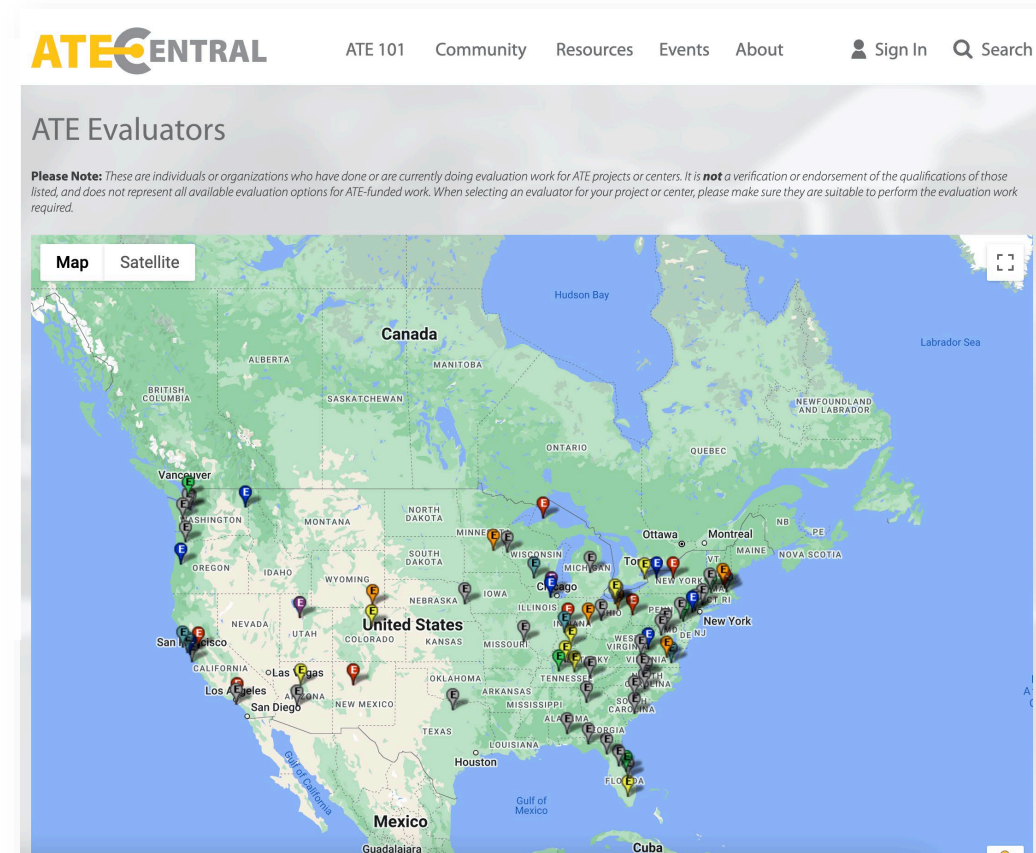 ATECENTRAL
ATE 101 Community Resources Events About Sign In Search
ATE Evaluators
Please Note: These are individuals or organizations who have done or are currently doing evaluation work for ATE projects or centers. It is not a verification or endorsement of the qualifications of those
listed, and does not represent all available evaluation options for ATE-funded work. When selecting an evaluator for your project or center, please make sure they are suitable to perform the evaluation work
required.
Map Satellite
Hudson Bay
Canada
Labrador Sea
ALBERTA
MANITOBA
BRITISH
COLUMBIA
SASKATCHEWAN
NEWFOUNDLAND
AND LABRADOR
ONTARIO
QUEBEC
Vancouver
NORTH
DAKOTA
MONTANA
NB
PE
Ottawa
Montreal
MAINE
NOVA SCOTIA
VT
SOUTH
DAKOTA
WISCONSIN
OREGON
IDAHO
WYOMING
NEW YORK
NEBRASKA
IOWA
ILLINOIS
New York
NEVADA
UTAH
United States
COLORADO
KANSAS
MISSOURI
DE
NJ
CALIFORNIA
OKLAHOMA
TENNESSEE
ARKANSAS
San Diego
NEW MEXICO
MISSISSIPPI
TEXAS
LOUISIANA
Houston
Gulf of California
Gulf of
Mexico
Mexico
Guadalajara
Cuba